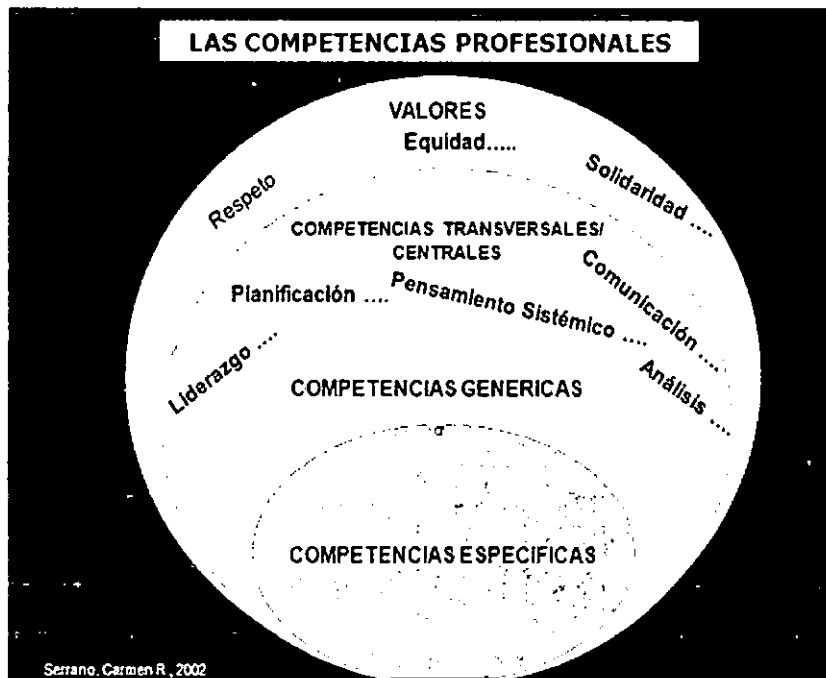 LAS COMPETENCIAS PROFESIONALES
VALORES
Equidad.....
Respeto
Solidaridad ....
COMPETENCIAS TRANSVERSALES/
CENTRALES
Planificación ....
Pensamiento Sistémico ....
Comunicación ....
Liderazgo ....
Análisis ....
COMPETENCIAS GENERICAS
COMPETENCIAS ESPECÍFICAS
Serrano, Carmen R., 2002